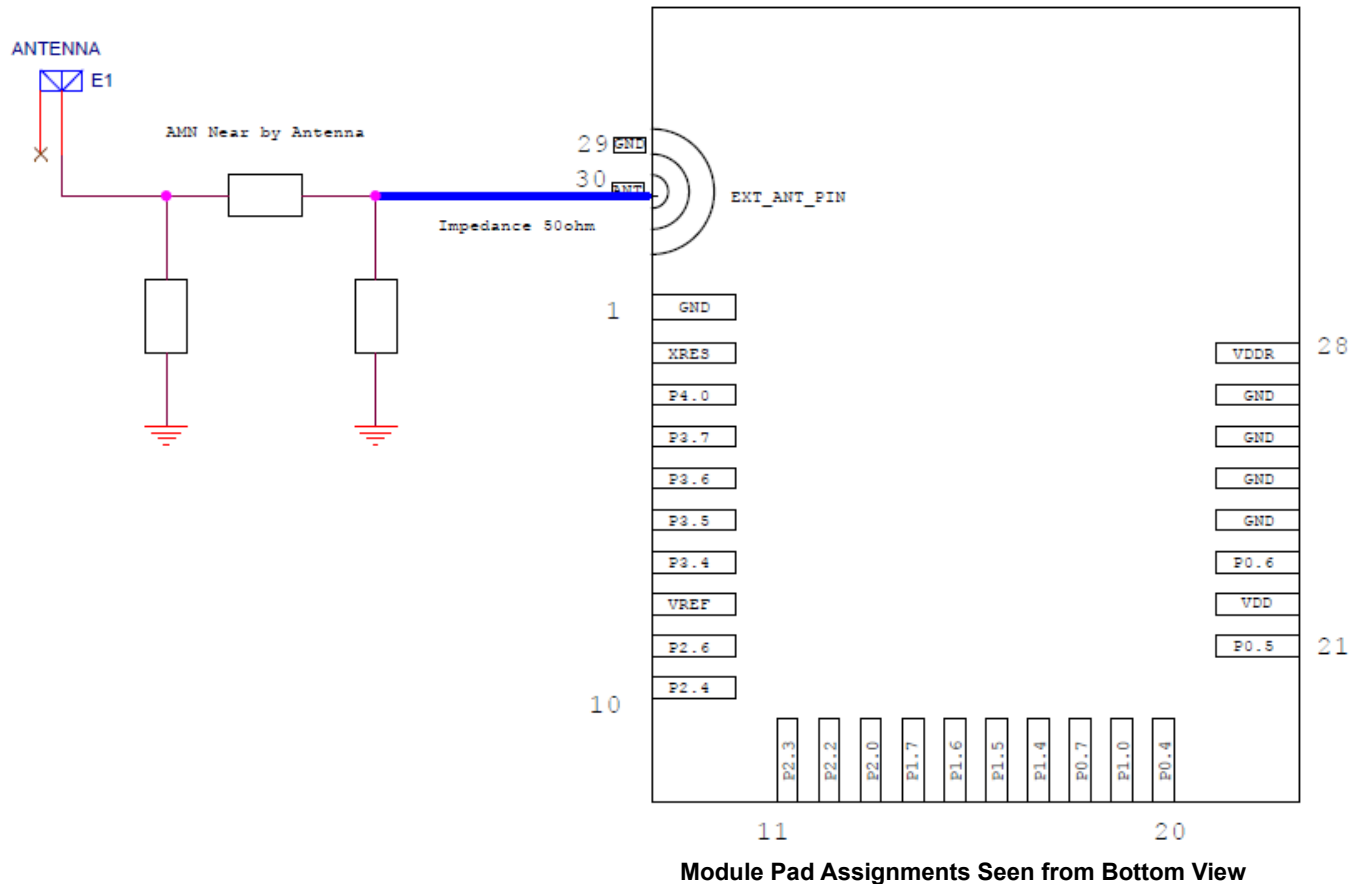 ANTENNA
E1
AMN Near by Antenna
29 GND
30 ANT
EXT_ANT_PIN
Impedance 50ohm
1 GND
XRES
P4.0
P3.7
P3.6
P3.5
P3.4
VREF
P2.6
10 P2.4
VDDR 28
GND
GND
GND
GND
P0.6
VDD
P0.5 21
P2.3 P2.2 P2.0 P1.7 P1.6 P1.5 P1.4 P0.7 P1.0 P0.4
11 20
Module Pad Assignments Seen from Bottom View